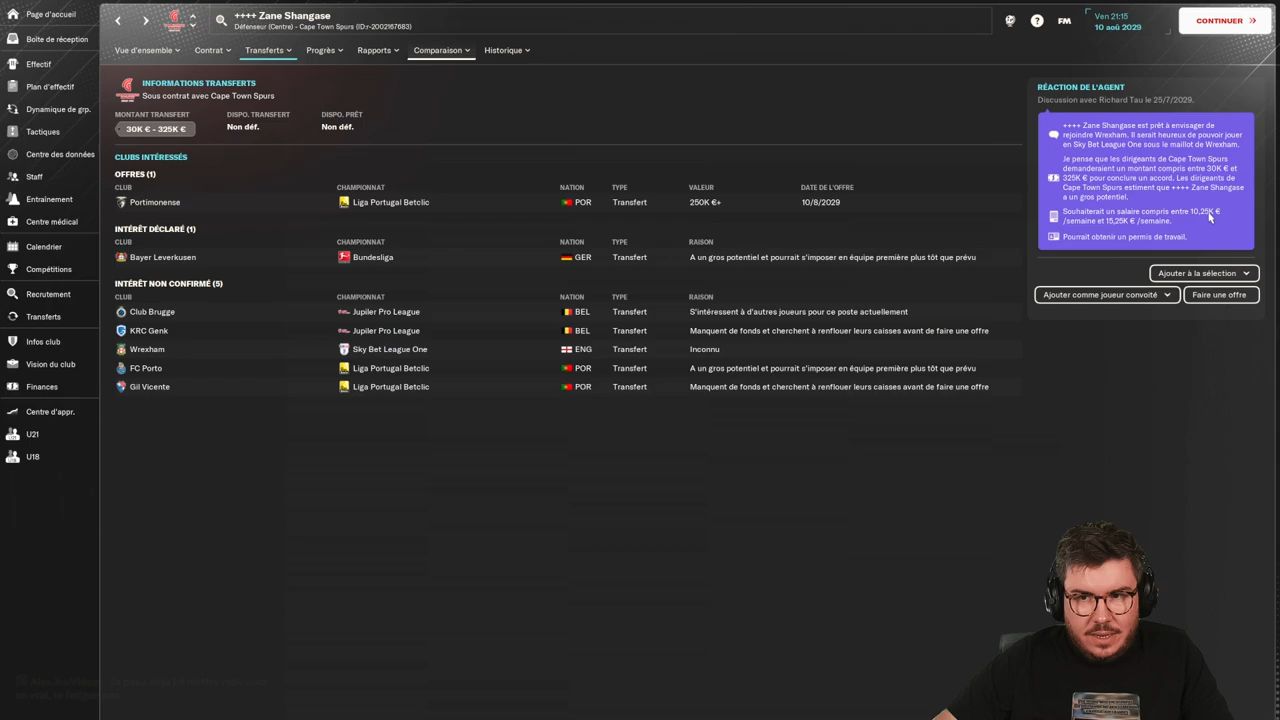 Page d'accueil
Boîte de réception
Effectif
Plan d'effectif
Dynamique de grp.
Tactiques
Centre des données
Staff
Entraînement
Centre médical
Calendrier
Compétitions
Recrutement
Transferts
Infos club
Vision du club
Finances
Centre d'appr.
U21
U18
++++ Zane Shangase
Défenseur (Centre) - Cape Town Spurs (ID:r-2002167683)
FM
Ven 21:15
10 aoû 2029
CONTINUER
Vue d'ensemble
Contrat
Transferts
Progrès
Rapports
Comparaison
Historique
INFORMATIONS TRANSFERTS
Sous contrat avec Cape Town Spurs
MONTANT TRANSFERT DISPO. TRANSFERT DISPO. PRÊT
30K € - 325K € Non déf. Non déf.
CLUBS INTÉRESSÉS
OFFRES (1)
CLUB CHAMPIONNAT NATION TYPE VALEUR DATE DE L'OFFRE
Portimonense Liga Portugal Betclic POR Transfert 250K €+ 10/8/2029
INTÉRÊT DÉCLARÉ (1)
CLUB CHAMPIONNAT NATION TYPE RAISON
Bayer Leverkusen Bundesliga GER Transfert A un gros potentiel et pourrait s'imposer en équipe première plus tôt que prévu
INTÉRÊT NON CONFIRMÉ (5)
CLUB CHAMPIONNAT NATION TYPE RAISON
Club Brugge Jupiler Pro League BEL Transfert S'intéressent à d'autres joueurs pour ce poste actuellement
KRC Genk Jupiler Pro League BEL Transfert Manquent de fonds et cherchent à renflouer leurs caisses avant de faire une offre
Wrexham Sky Bet League One ENG Transfert Inconnu
FC Porto Liga Portugal Betclic POR Transfert A un gros potentiel et pourrait s'imposer en équipe première plus tôt que prévu
Gil Vicente Liga Portugal Betclic POR Transfert Manquent de fonds et cherchent à renflouer leurs caisses avant de faire une offre
RÉACTION DE L'AGENT
Discussion avec Richard Tau le 25/7/2029.
++++ Zane Shangase est prêt à envisager de
rejoindre Wrexham. Il serait heureux de pouvoir jouer
en Sky Bet League One sous le maillot de Wrexham.
Je pense que les dirigeants de Cape Town Spurs
demanderaient un montant compris entre 30K € et
325K € pour conclure un accord. Les dirigeants de
Cape Town Spurs estiment que ++++ Zane Shangase
a un gros potentiel.
Souhaiterait un salaire compris entre 10,25K €
/semaine et 15,25K € /semaine.
Pourrait obtenir un permis de travail.
Ajouter à la sélection
Ajouter comme joueur convoité
Faire une offre